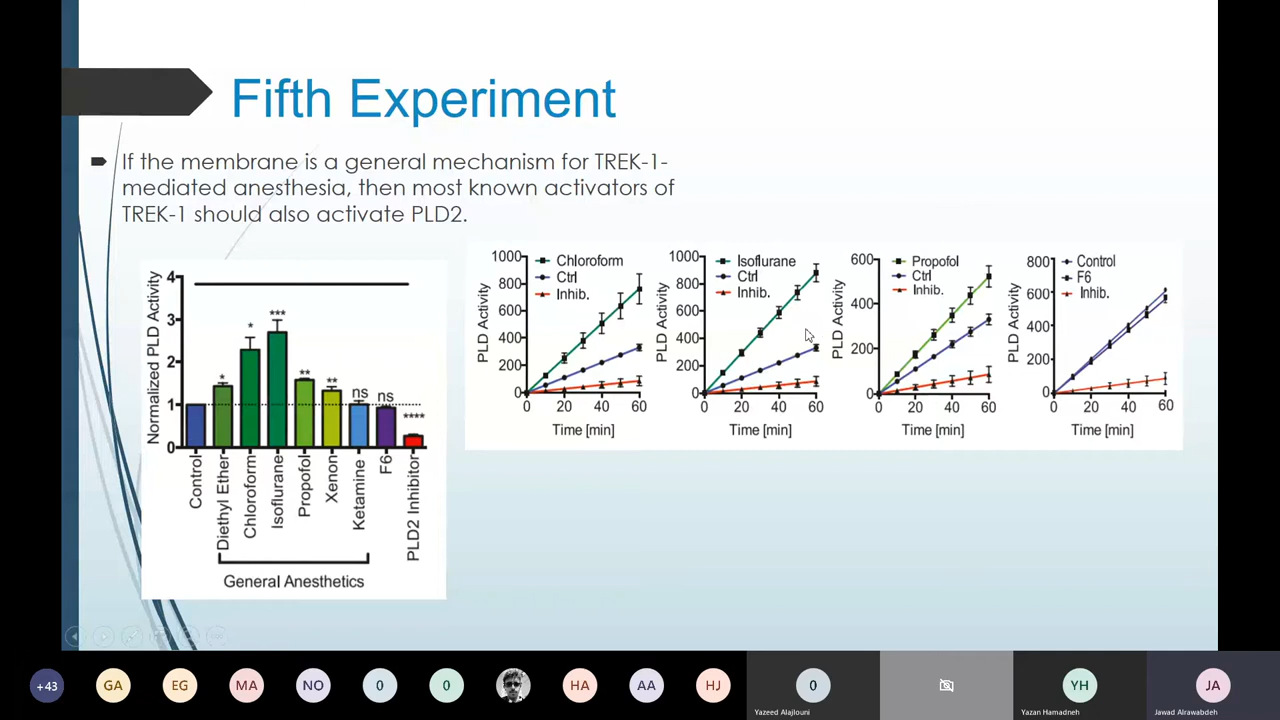 Fifth Experiment
If the membrane is a general mechanism for TREK-1-
mediated anesthesia, then most known activators of
TREK-1 should also activate PLD2.
Normalized PLD Activity
4
3
2
1
0
*
*
***
**
**
ns
ns
****
Control
Diethyl Ether
Chloroform
Isoflurane
Propofol
Xenon
Ketamine
F6
PLD2 Inhibitor
General Anesthetics
PLD Activity
1000
800
600
400
200
0
Chloroform
Ctrl
Inhib.
0 20 40 60
Time [min]
PLD Activity
1000
800
600
400
200
0
Isoflurane
Ctrl
Inhib.
0 20 40 60
Time [min]
PLD Activity
600
400
200
0
Propofol
Ctrl
Inhib.
0 20 40 60
Time [min]
PLD Activity
800
600
400
200
0
Control
F6
Inhib.
0 20 40 60
Time [min]
+43
GA
EG
MA
NO
0
0
HA
AA
HJ
0
Yazeed Alajlouni
YH
Yazan Hamadneh
JA
Jawad Alrawabdeh